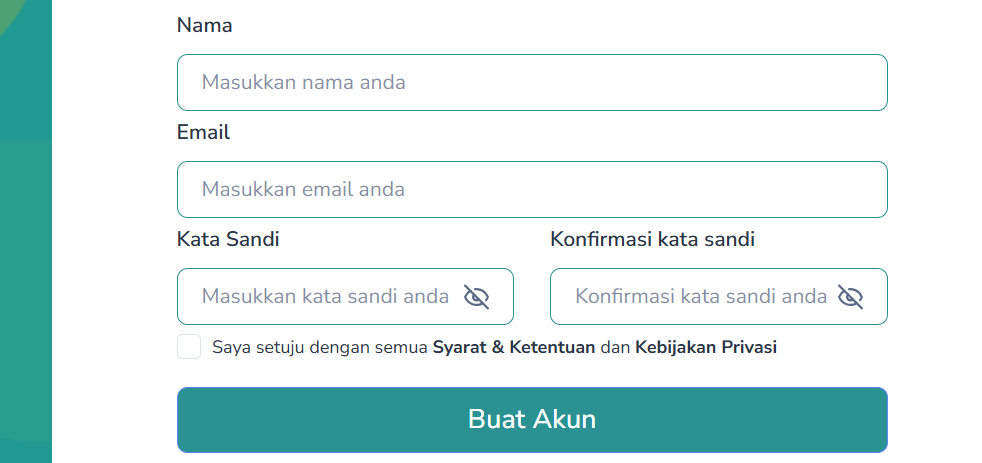 Nama
Masukkan nama anda
Email
Masukkan email anda
Kata Sandi
Konfirmasi kata sandi
Masukkan kata sandi anda
Konfirmasi kata sandi anda
Saya setuju dengan semua Syarat & Ketentuan dan Kebijakan Privasi
Buat Akun